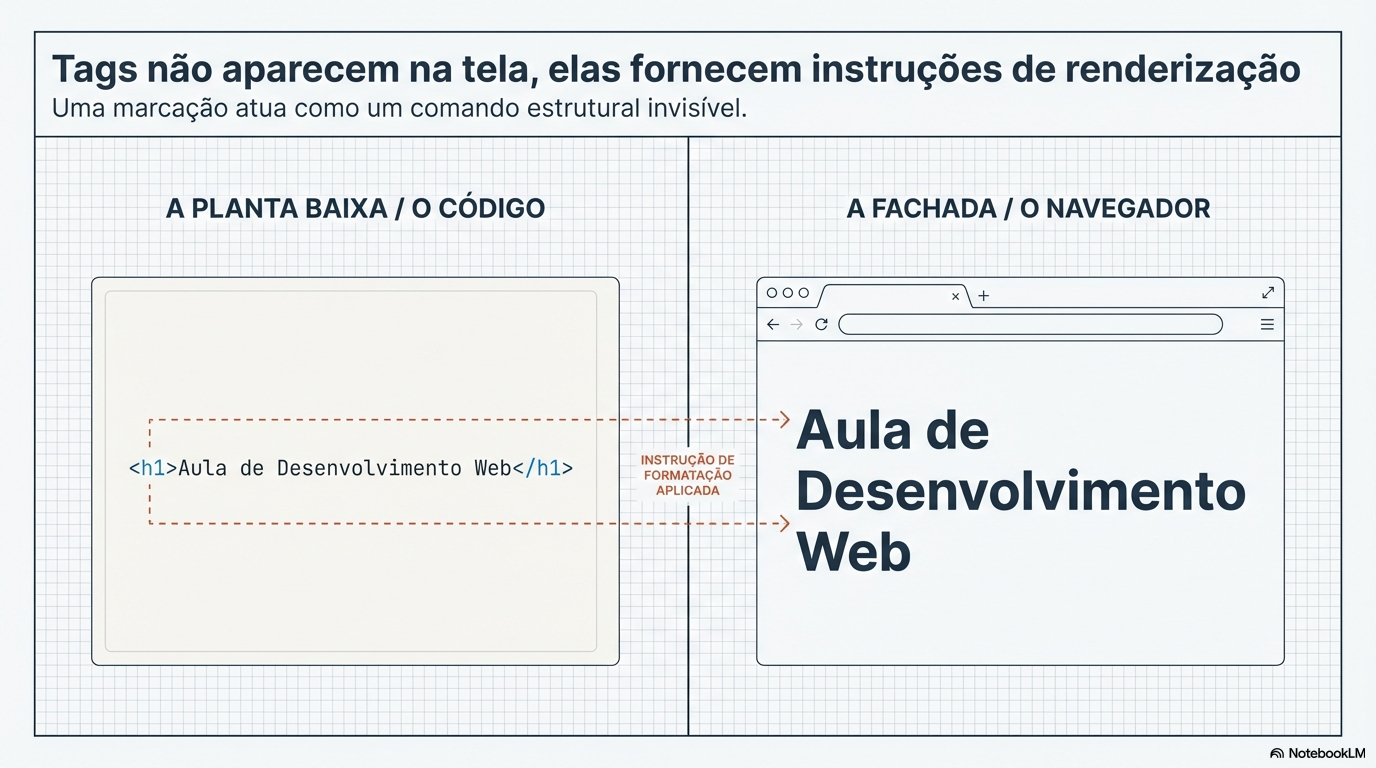 Tags não aparecem na tela, elas fornecem instruções de renderização
Uma marcação atua como um comando estrutural invisível.
A PLANTA BAIXA / O CÓDIGO
<h1>Aula de Desenvolvimento Web</h1>
INSTRUÇÃO DE
FORMATAÇÃO
APLICADA
A FACHADA / O NAVEGADOR
Aula de
Desenvolvimento
Web
NotebookLM